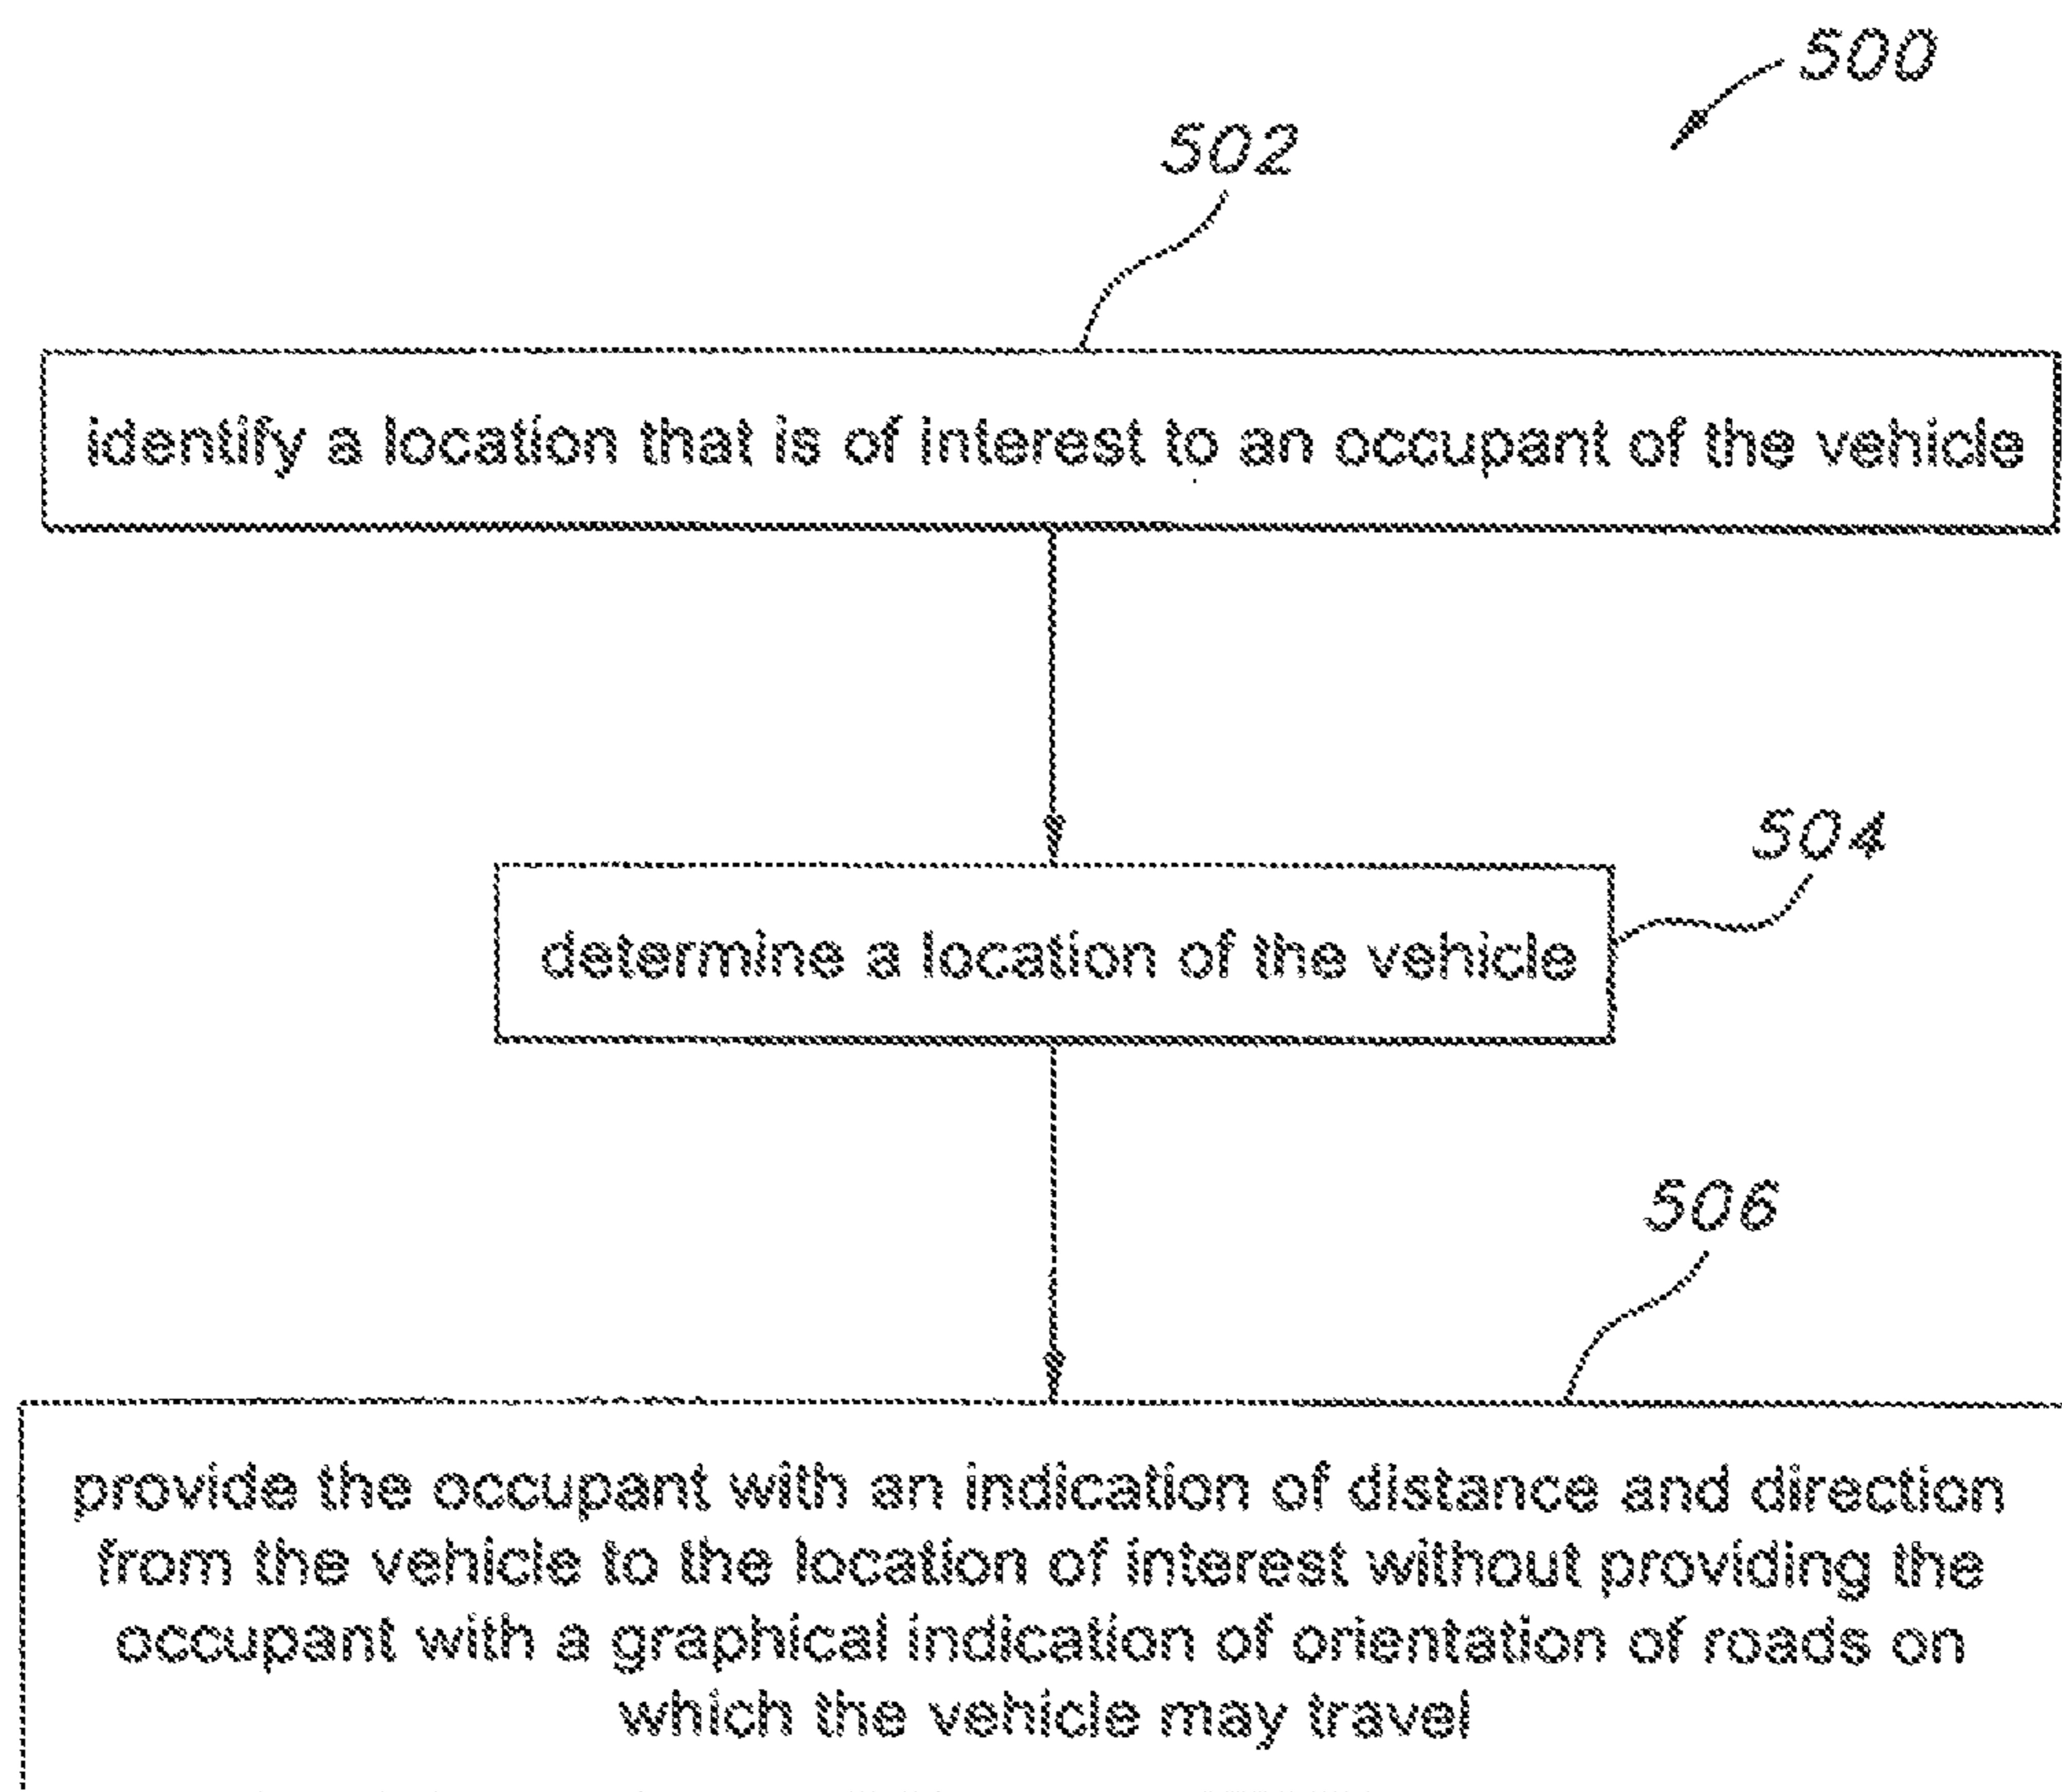 500
502
identify a location that is of interest to an occupant of the vehicle
504
determine a location of the vehicle
506
provide the occupant with an indication of distance and direction
from the vehicle to the location of interest without providing the
occupant with a graphical indication of orientation of roads on
which the vehicle may travel